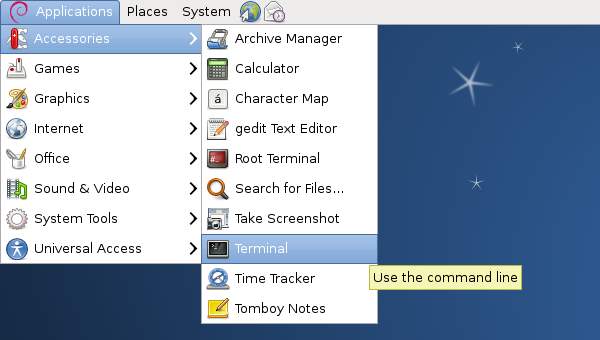 Applications Places System
Accessories
Games
Graphics
Internet
Office
Sound & Video
System Tools
Universal Access
Archive Manager
Calculator
á Character Map
gedit Text Editor
Root Terminal
Search for Files...
Take Screenshot
Terminal
Time Tracker
Tomboy Notes
Use the command line